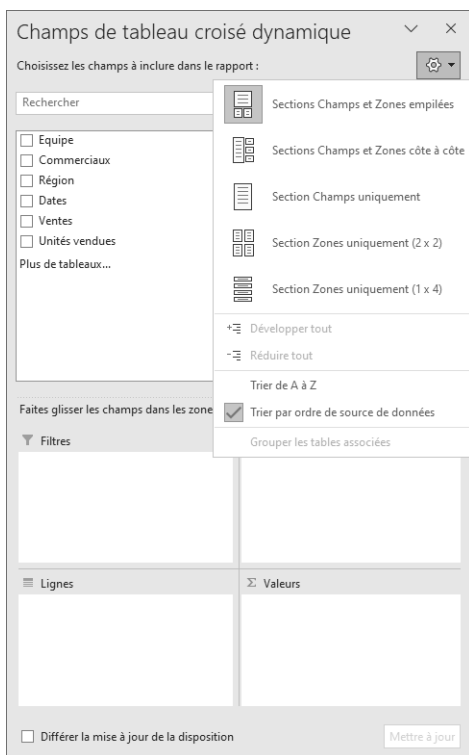 Champs de tableau croisé dynamique
Choisissez les champs à inclure dans le rapport :
Rechercher
Equipe
Commerciaux
Région
Dates
Ventes
Unités vendues
Plus de tableaux...
Sections Champs et Zones empilées
Sections Champs et Zones côte à côte
Section Champs uniquement
Section Zones uniquement (2 x 2)
Section Zones uniquement (1 x 4)
Développer tout
Réduire tout
Trier de A à Z
Trier par ordre de source de données
Grouper les tables associées
Faites glisser les champs dans les zone
Filtres
Lignes
Σ Valeurs
Différer la mise à jour de la disposition
Mettre à jour